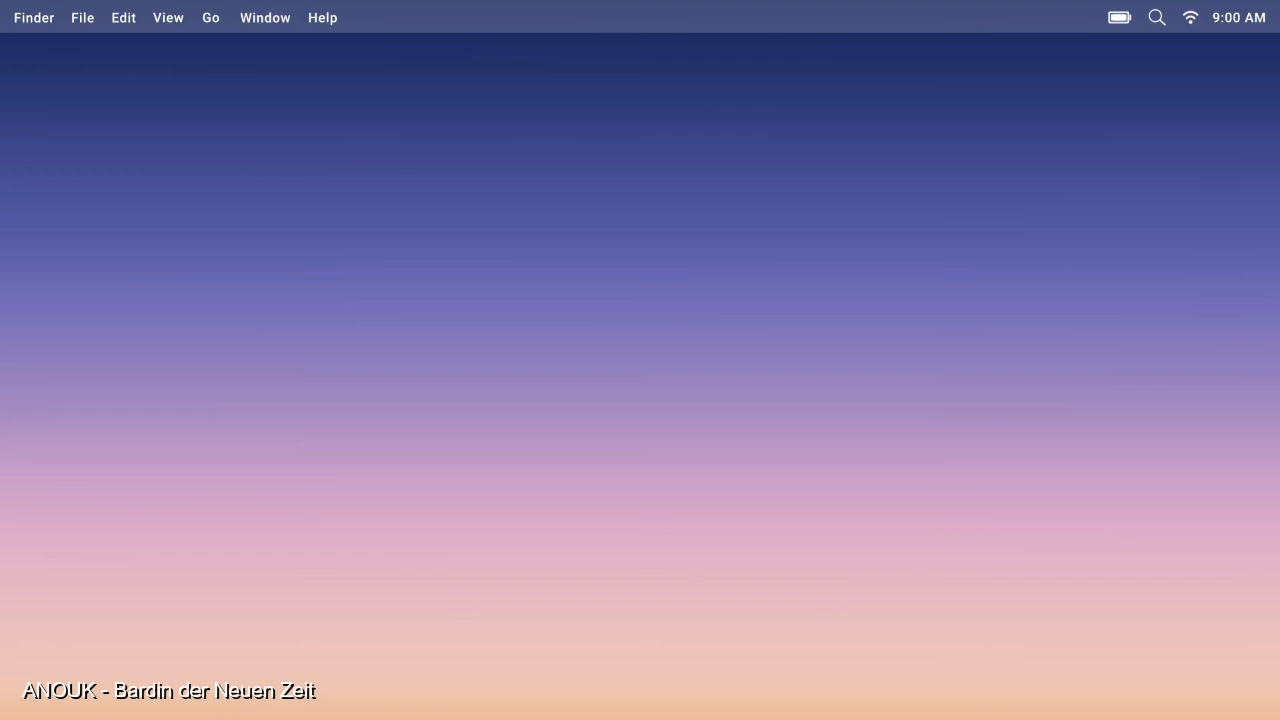 Finder File Edit View Go Window Help 9:00 AM
ANOUK - Bardin der Neuen Zeit